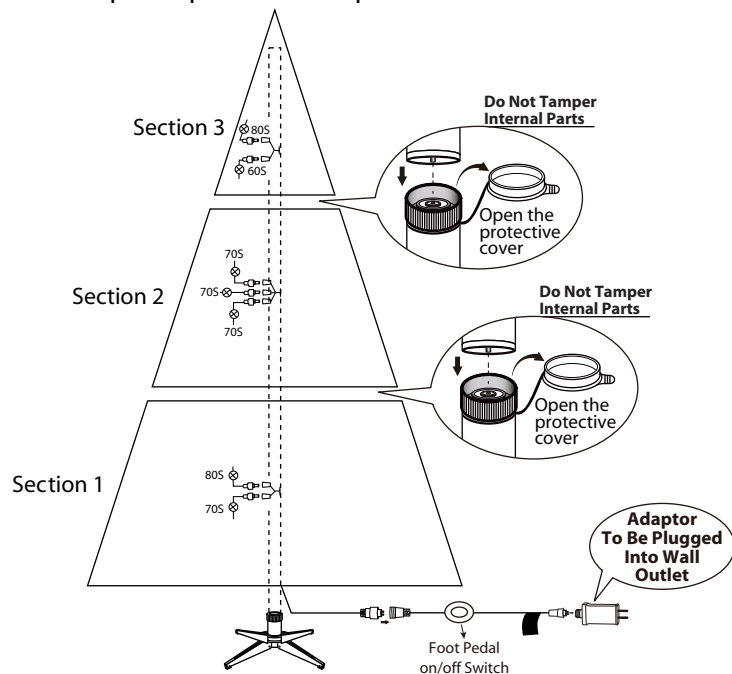 Do Not Tamper
Internal Parts
Section 3
80S
60S
Open the
protective
cover
70S
Section 2
70S
70S
Do Not Tamper
Internal Parts
Open the
protective
cover
Section 1
80S
70S
Adaptor
To Be Plugged
Into Wall
Outlet
Foot Pedal
on/off Switch